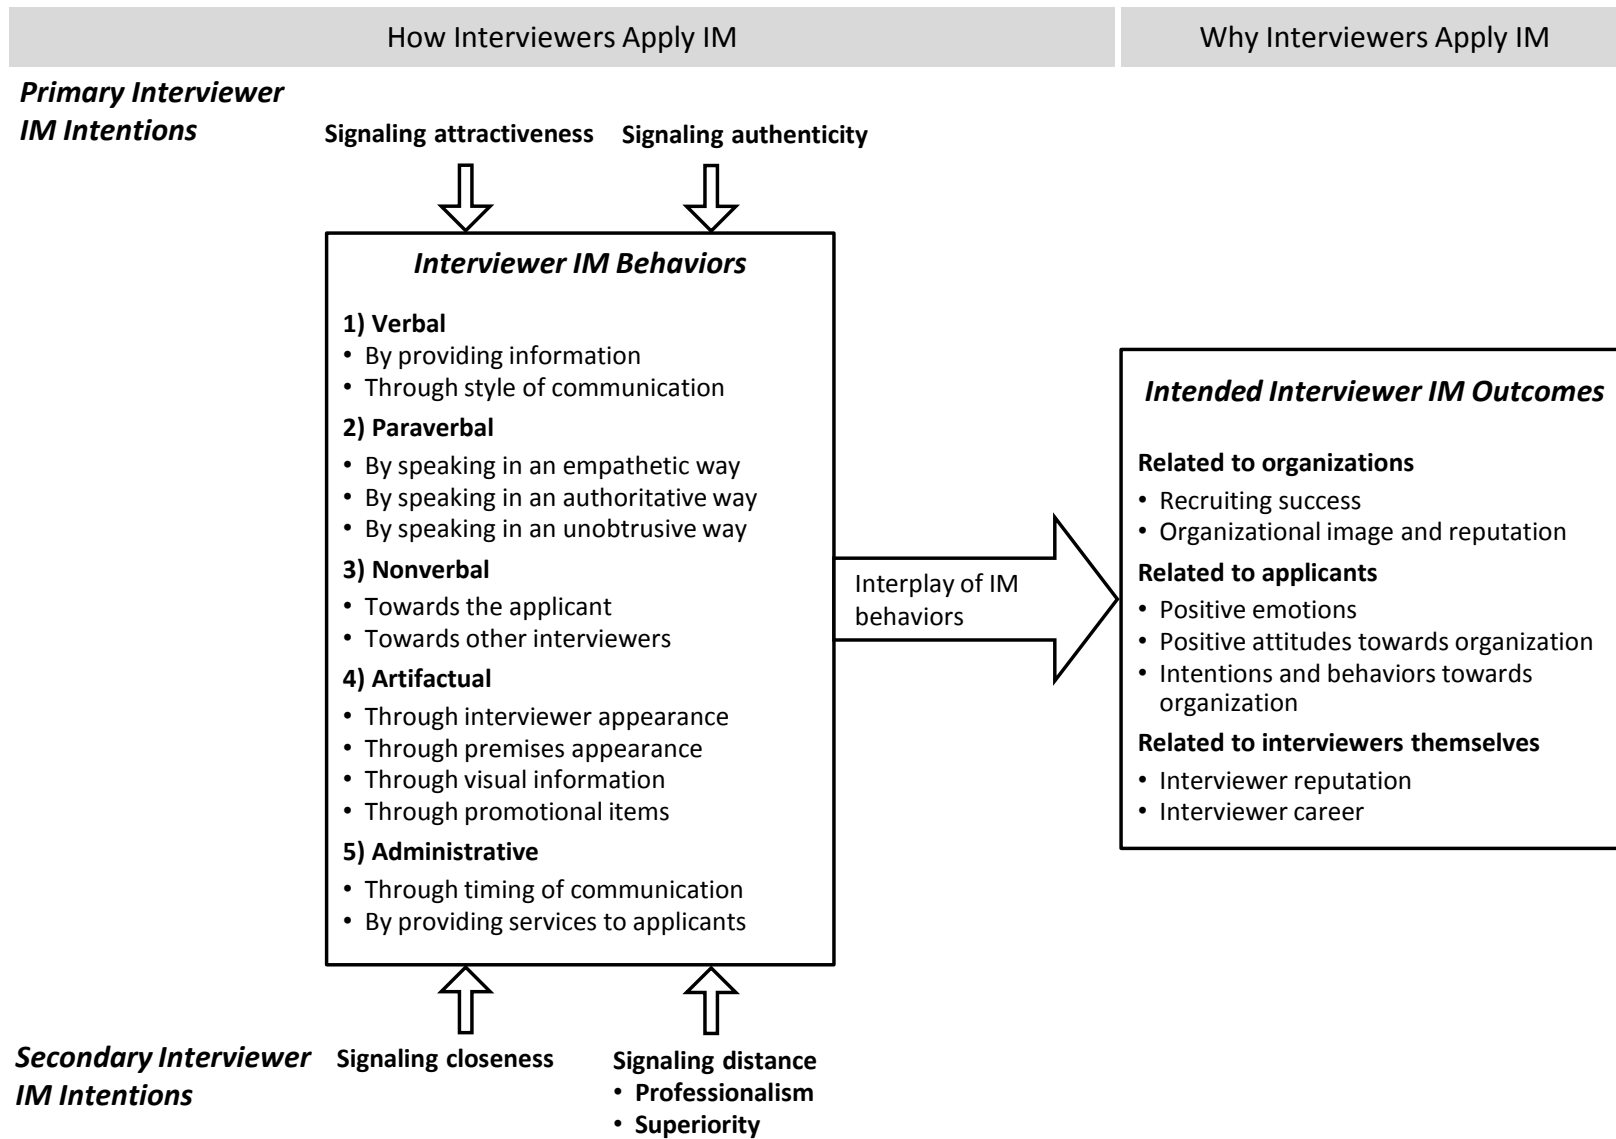 How Interviewers Apply IM
Why Interviewers Apply IM
Primary Interviewer
IM Intentions
Signaling attractiveness
Signaling authenticity
Interviewer IM Behaviors
1) Verbal
• By providing information
• Through style of communication
2) Paraverbal
• By speaking in an empathetic way
• By speaking in an authoritative way
• By speaking in an unobtrusive way
3) Nonverbal
• Towards the applicant
• Towards other interviewers
4) Artifactual
• Through interviewer appearance
• Through premises appearance
• Through visual information
• Through promotional items
5) Administrative
• Through timing of communication
• By providing services to applicants
Interplay of IM
behaviors
Intended Interviewer IM Outcomes
Related to organizations
• Recruiting success
• Organizational image and reputation
Related to applicants
• Positive emotions
• Positive attitudes towards organization
• Intentions and behaviors towards
organization
Related to interviewers themselves
• Interviewer reputation
• Interviewer career
Secondary Interviewer
IM Intentions
Signaling closeness
Signaling distance
• Professionalism
• Superiority